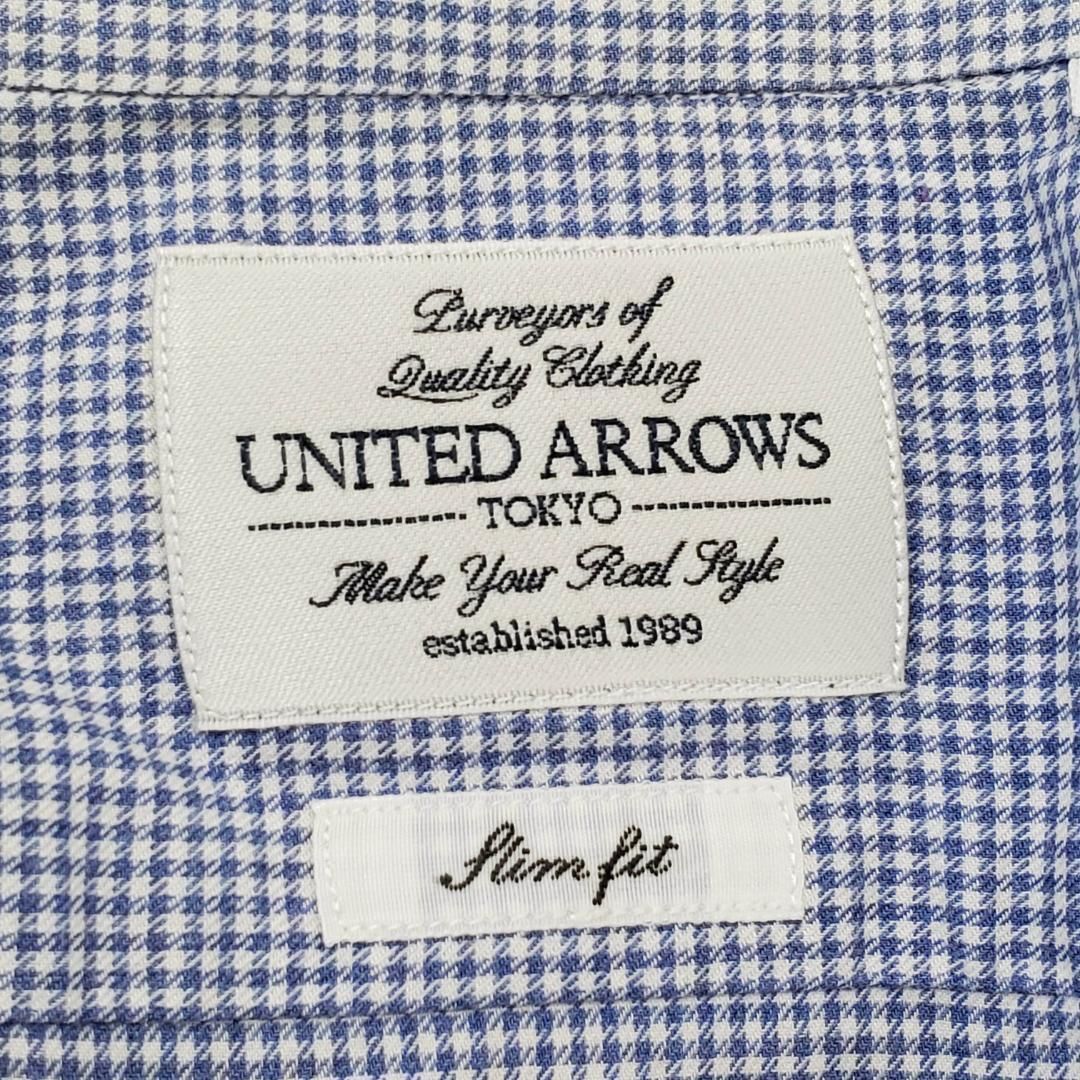 Purveyors of
Quality Clothing
UNITED ARROWS
TOKYO
Make Your Real Style
established 1989
Slim fit